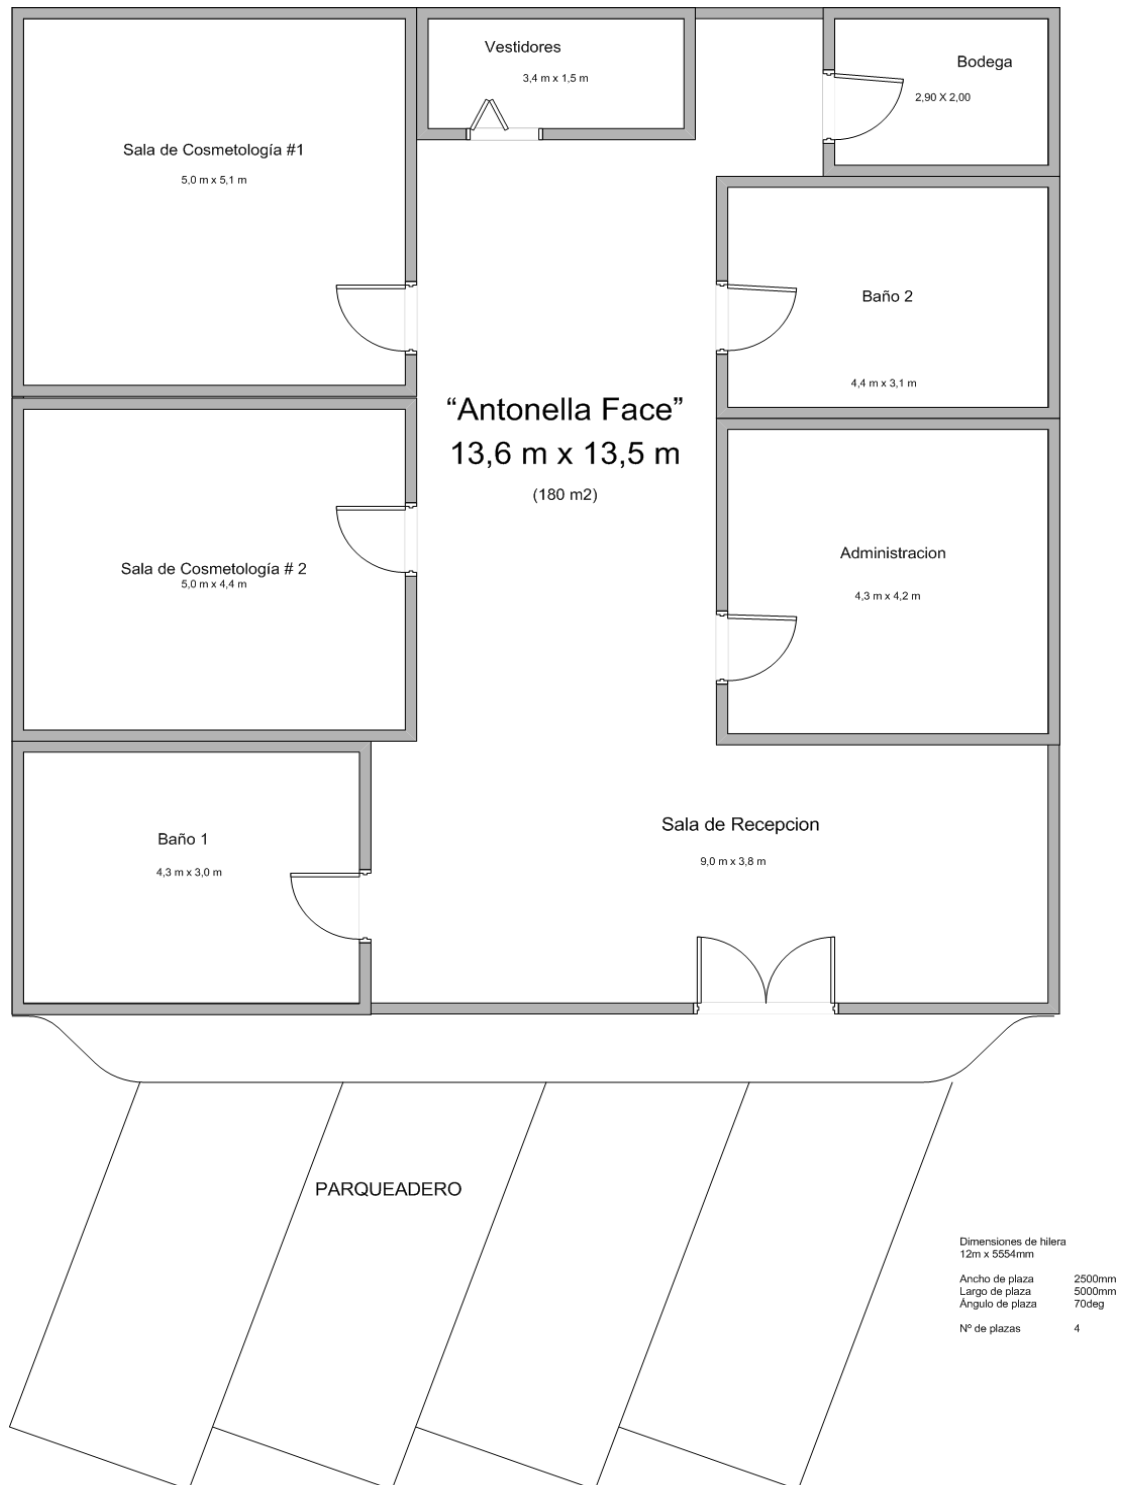 Vestidores
3,4 m x 1,5 m
Bodega
2,90 X 2,00
Sala de Cosmetología #1
5,0 m x 5,1 m
Baño 2
4,4 m x 3,1 m
“Antonella Face”
13,6 m x 13,5 m
(180 m2)
Sala de Cosmetología # 2
5,0 m x 4,4 m
Administracion
4,3 m x 4,2 m
Baño 1
4,3 m x 3,0 m
Sala de Recepcion
9,0 m x 3,8 m
PARQUEADERO
Dimensiones de hilera
12m x 5554mm
Ancho de plaza 2500mm
Largo de plaza 5000mm
Ángulo de plaza 70deg
Nº de plazas 4